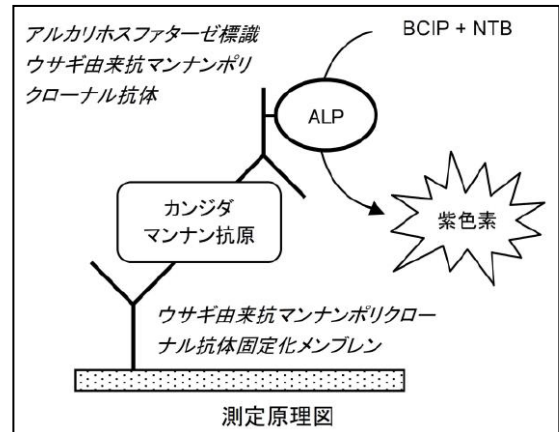 アルカリホスファターゼ標識
ウサギ由来抗マンナンポリ
クローナル抗体
BCIP + NTB
ALP
カンジダ
マンナン抗原
紫色素
ウサギ由来抗マンナンポリクロー
ナル抗体固定化メンブレン
測定原理図